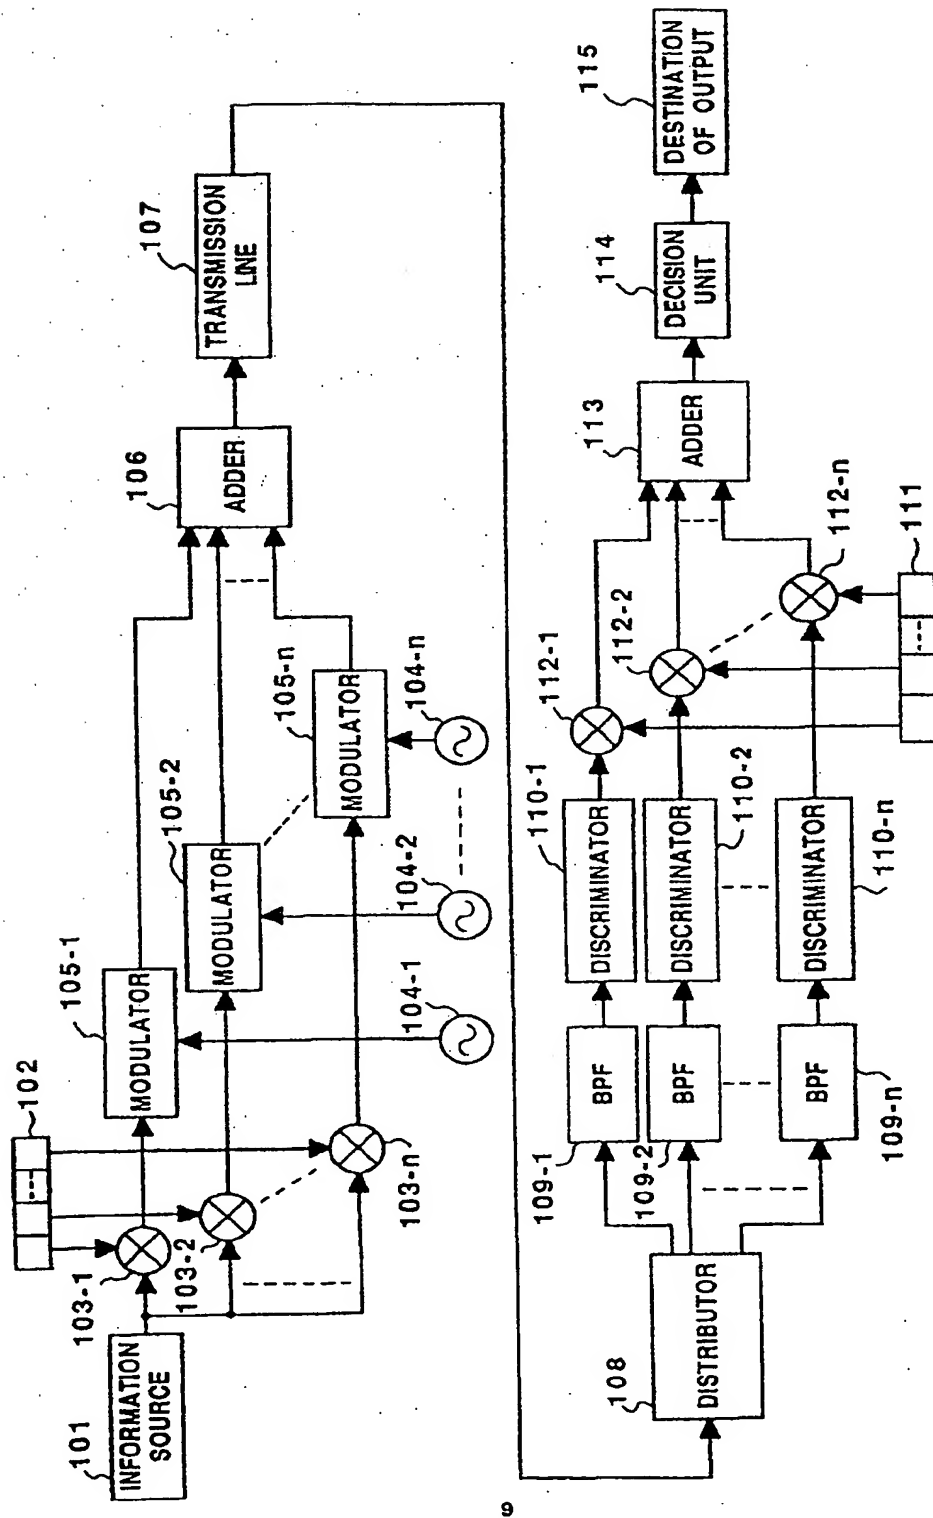 101
INFORMATION
SOURCE
102
103-1
103-2
103-n
104-1
104-2
104-n
105-1
MODULATOR
105-2
MODULATOR
105-n
MODULATOR
106
ADDER
107
TRANSMISSION
LINE
108
DISTRIBUTOR
109-1
BPF
109-2
BPF
109-n
BPF
110-1
DISCRIMINATOR
110-2
DISCRIMINATOR
110-n
DISCRIMINATOR
111
112-1
112-2
112-n
113
ADDER
114
DECISION
UNIT
115
DESTINATION
OF OUTPUT
9